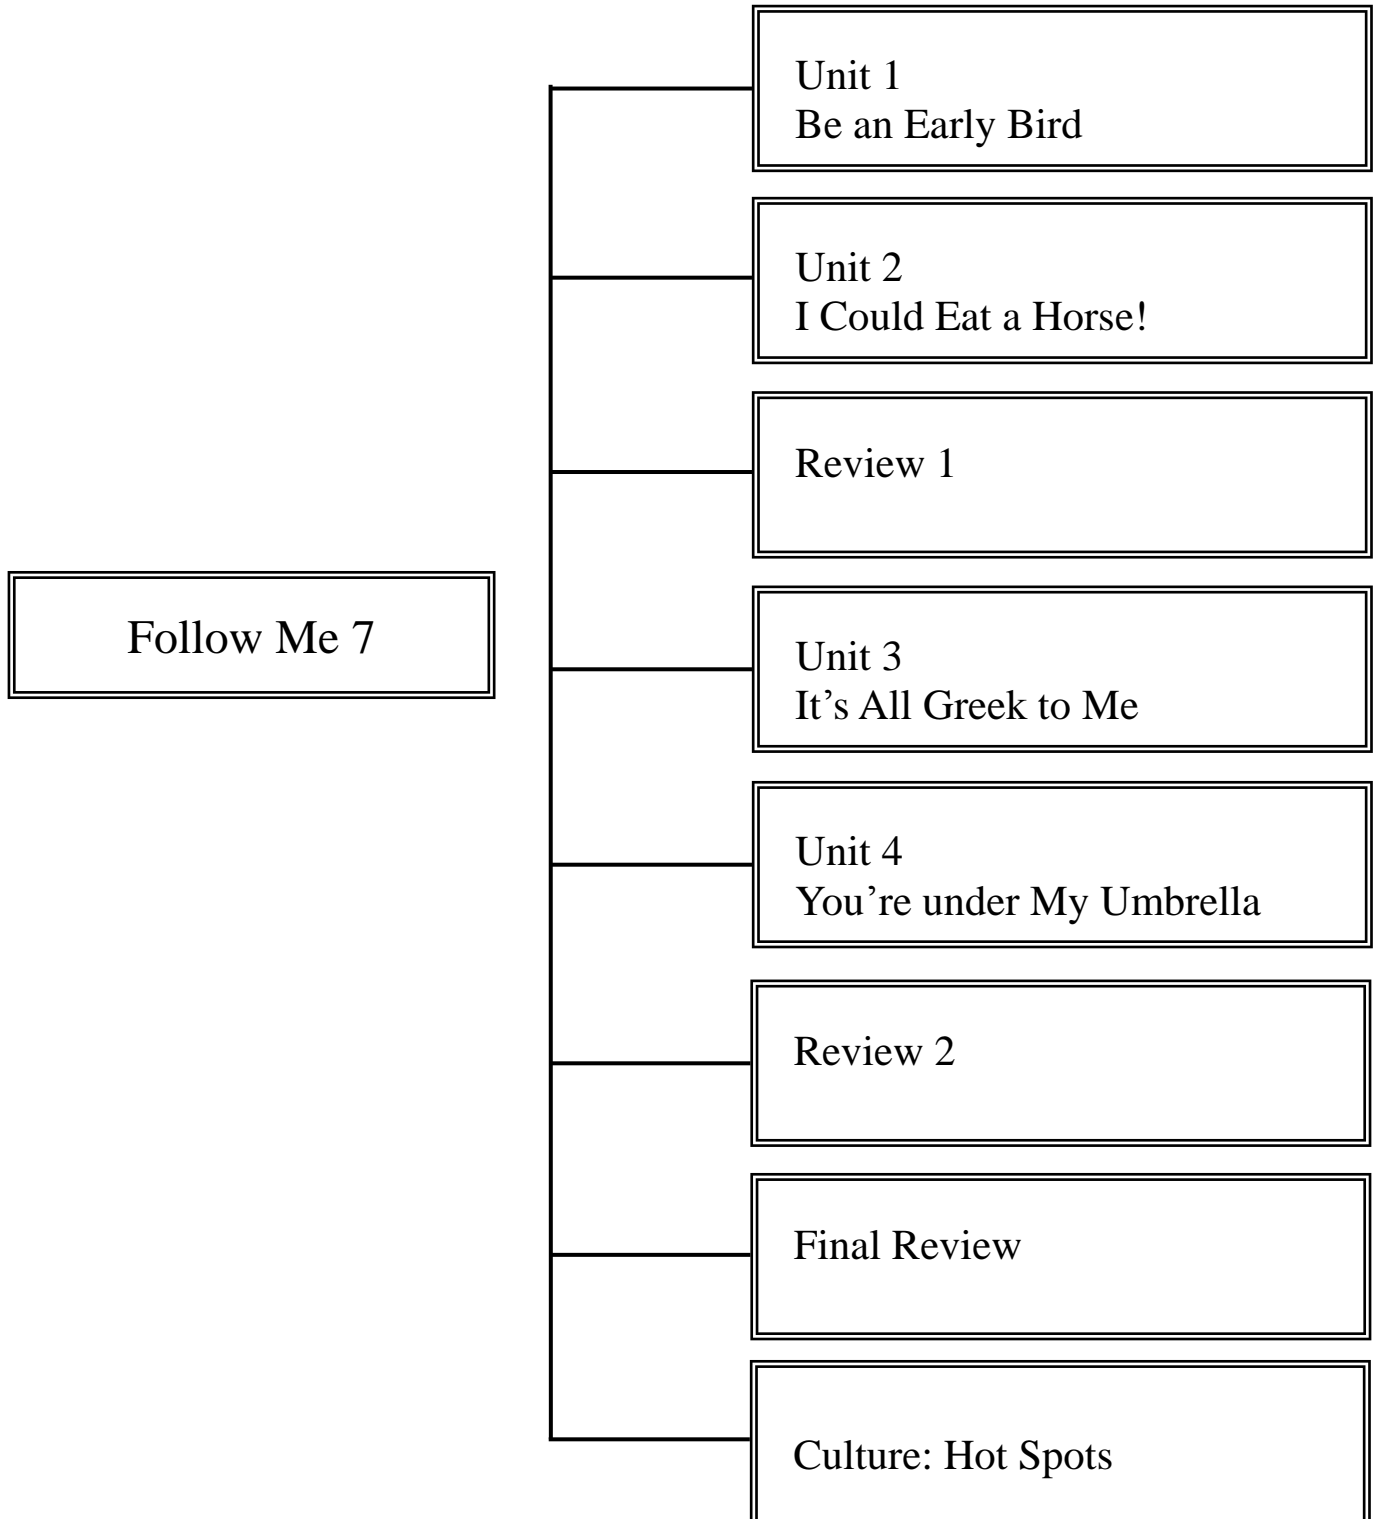 Follow Me 7
Unit 1
Be an Early Bird
Unit 2
I Could Eat a Horse!
Review 1
Unit 3
It’s All Greek to Me
Unit 4
You’re under My Umbrella
Review 2
Final Review
Culture: Hot Spots